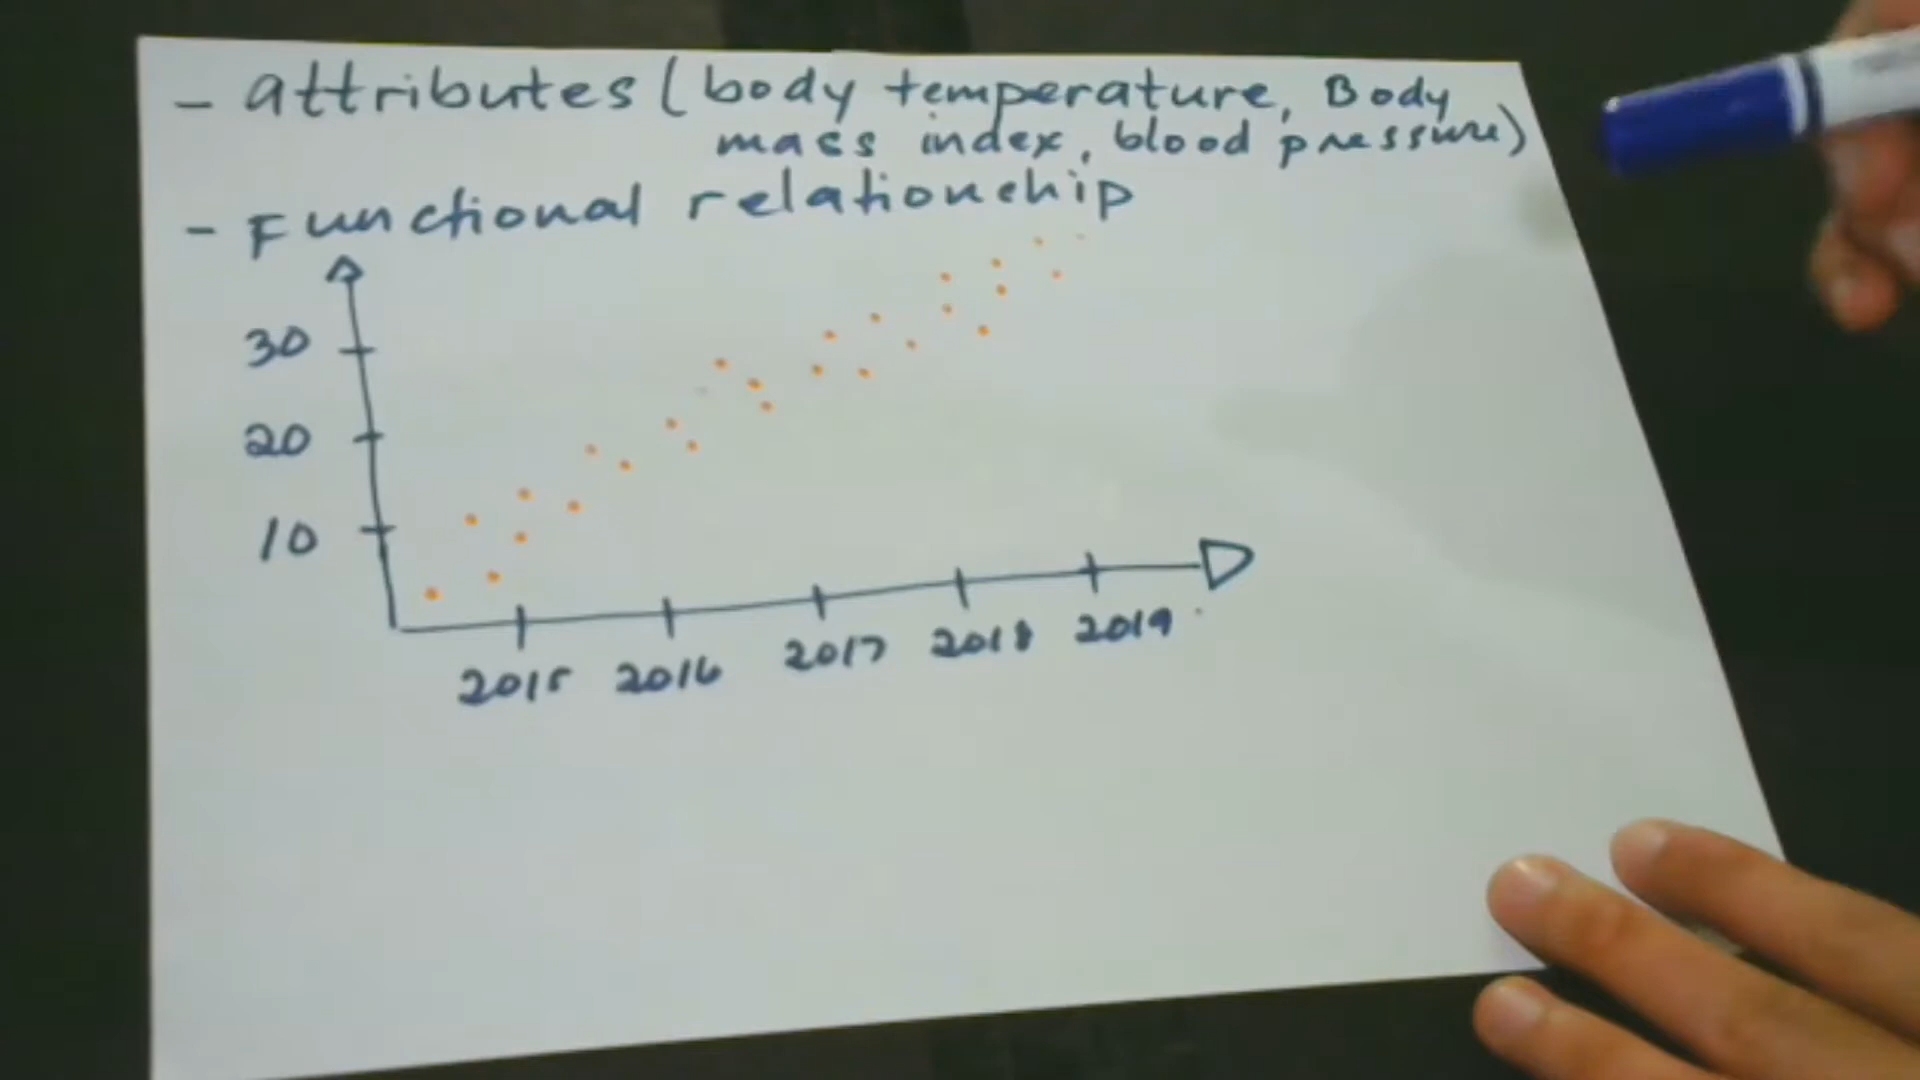 - attributes (body temperature, Body
mass index, blood pressure)
- Functional relationship
30
20
10
2015 2016 2017 2018 2019